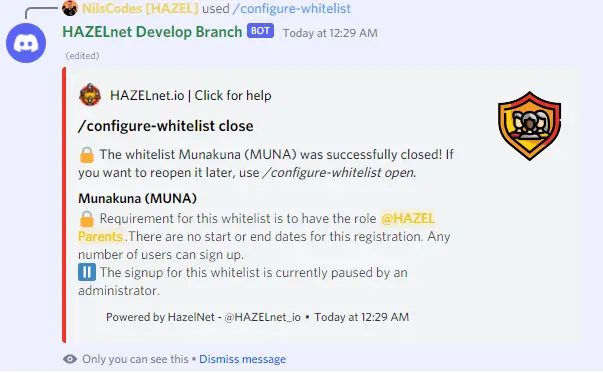 NilsCodes [HAZEL] used /configure-whitelist
HAZELnet Develop Branch BOT Today at 12:29 AM
(edited)
HAZELnet.io | Click for help
/configure-whitelist close
🔒 The whitelist Munakuna (MUNA) was successfully closed! If
you want to reopen it later, use /configure-whitelist open.
Munakuna (MUNA)
🔒 Requirement for this whitelist is to have the role @HAZEL
Parents.There are no start or end dates for this registration. Any
number of users can sign up.
⏸ The signup for this whitelist is currently paused by an
administrator.
Powered by HazelNet - @HAZELnet_io • Today at 12:29 AM
Only you can see this • Dismiss message